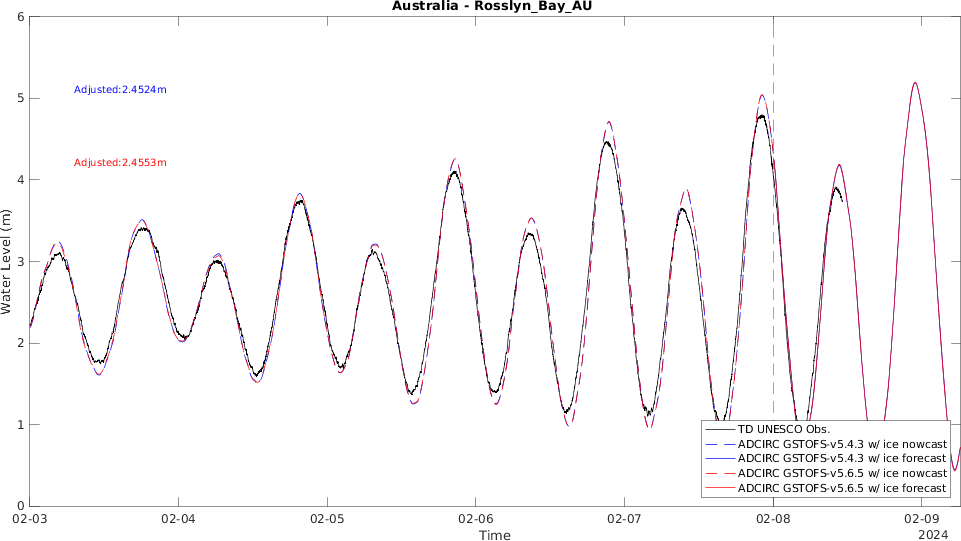 Australia - Rosslyn_Bay_AU
6
5
4
3
2
1
0
Water Level (m)
Adjusted:2.4524m
Adjusted:2.4553m
TD UNESCO Obs.
ADCIRC GSTOFS-v5.4.3 w/ ice nowcast
ADCIRC GSTOFS-v5.4.3 w/ ice forecast
ADCIRC GSTOFS-v5.6.5 w/ ice nowcast
ADCIRC GSTOFS-v5.6.5 w/ ice forecast
02-03 02-04 02-05 02-06 02-07 02-08 02-09
Time
2024